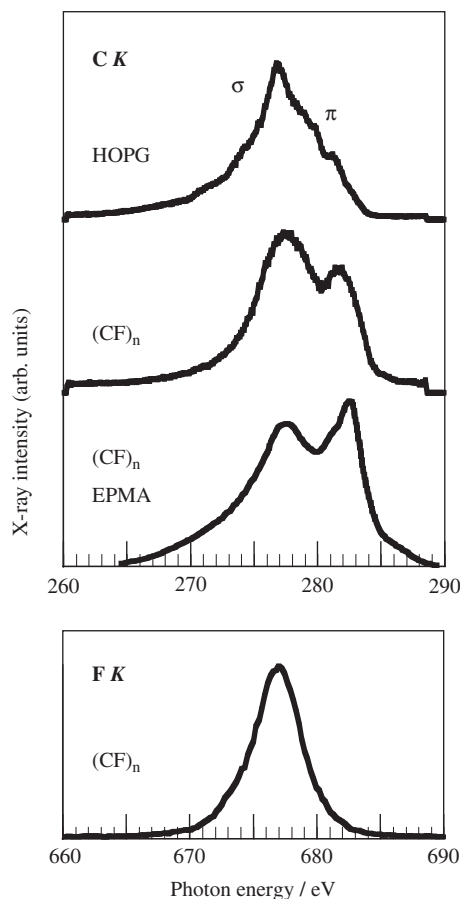 C K
σ
π
HOPG
(CF)n
(CF)n
EPMA
X-ray intensity (arb. units)
260 270 280 290
F K
(CF)n
660 670 680 690
Photon energy / eV